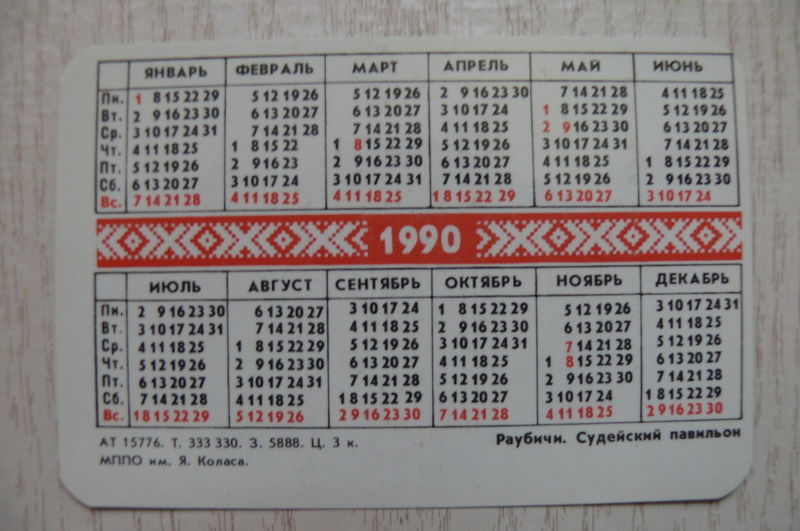 ЯНВАРЬ ФЕВРАЛЬ МАРТ АПРЕЛЬ МАЙ ИЮНЬ
Пн. 1 8 15 22 29 5 12 19 26 5 12 19 26 2 9 16 23 30 7 14 21 28 4 11 18 25
Вт. 2 9 16 23 30 6 13 20 27 6 13 20 27 3 10 17 24 1 8 15 22 29 5 12 19 26
Ср. 3 10 17 24 31 7 14 21 28 7 14 21 28 4 11 18 25 2 9 16 23 30 6 13 20 27
Чт. 4 11 18 25 1 8 15 22 1 8 15 22 29 5 12 19 26 3 10 17 24 31 7 14 21 28
Пт. 5 12 19 26 2 9 16 23 2 9 16 23 30 6 13 20 27 4 11 18 25 1 8 15 22 29
Сб. 6 13 20 27 3 10 17 24 3 10 17 24 31 7 14 21 28 5 12 19 26 2 9 16 23 30
Вс. 7 14 21 28 4 11 18 25 4 11 18 25 1 8 15 22 29 6 13 20 27 3 10 17 24
1990
ИЮЛЬ АВГУСТ СЕНТЯБРЬ ОКТЯБРЬ НОЯБРЬ ДЕКАБРЬ
Пн. 2 9 16 23 30 6 13 20 27 3 10 17 24 1 8 15 22 29 5 12 19 26 3 10 17 24 31
Вт. 3 10 17 24 31 7 14 21 28 4 11 18 25 2 9 16 23 30 6 13 20 27 4 11 18 25
Ср. 4 11 18 25 1 8 15 22 29 5 12 19 26 3 10 17 24 31 7 14 21 28 5 12 19 26
Чт. 5 12 19 26 2 9 16 23 30 6 13 20 27 4 11 18 25 1 8 15 22 29 6 13 20 27
Пт. 6 13 20 27 3 10 17 24 31 7 14 21 28 5 12 19 26 2 9 16 23 30 7 14 21 28
Сб. 7 14 21 28 4 11 18 25 1 8 15 22 29 6 13 20 27 3 10 17 24 1 8 15 22 29
Вс. 1 8 15 22 29 5 12 19 26 2 9 16 23 30 7 14 21 28 4 11 18 25 2 9 16 23 30
АТ 15776. Т. 333 330. З. 5888. Ц. 3 к. Раубичи. Судейский павильон
МППО им. Я. Коласа.